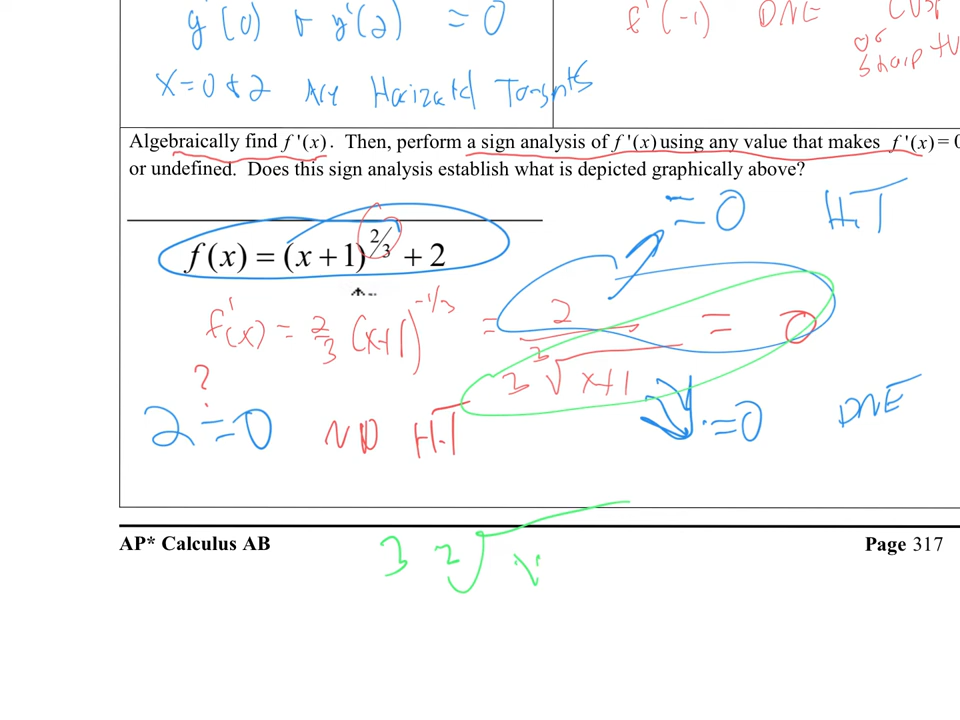 g'(0) + g'(2) = 0
x = 0 & 2 Are Horizontal Tangents
f'(-1) DNE
or
Sharp
Algebraically find f '(x). Then, perform a sign analysis of f '(x) using any value that makes f '(x) = 0
or undefined. Does this sign analysis establish what is depicted graphically above?
= 0 HT
f(x) = (x + 1)^{2/3} + 2
f'(x) = 2/3 (x+1)^{-1/3} = 2 / (3 ∛(x+1)) = 0
?
2 = 0 NO HT
= 0 DNE
AP* Calculus AB Page 317
3